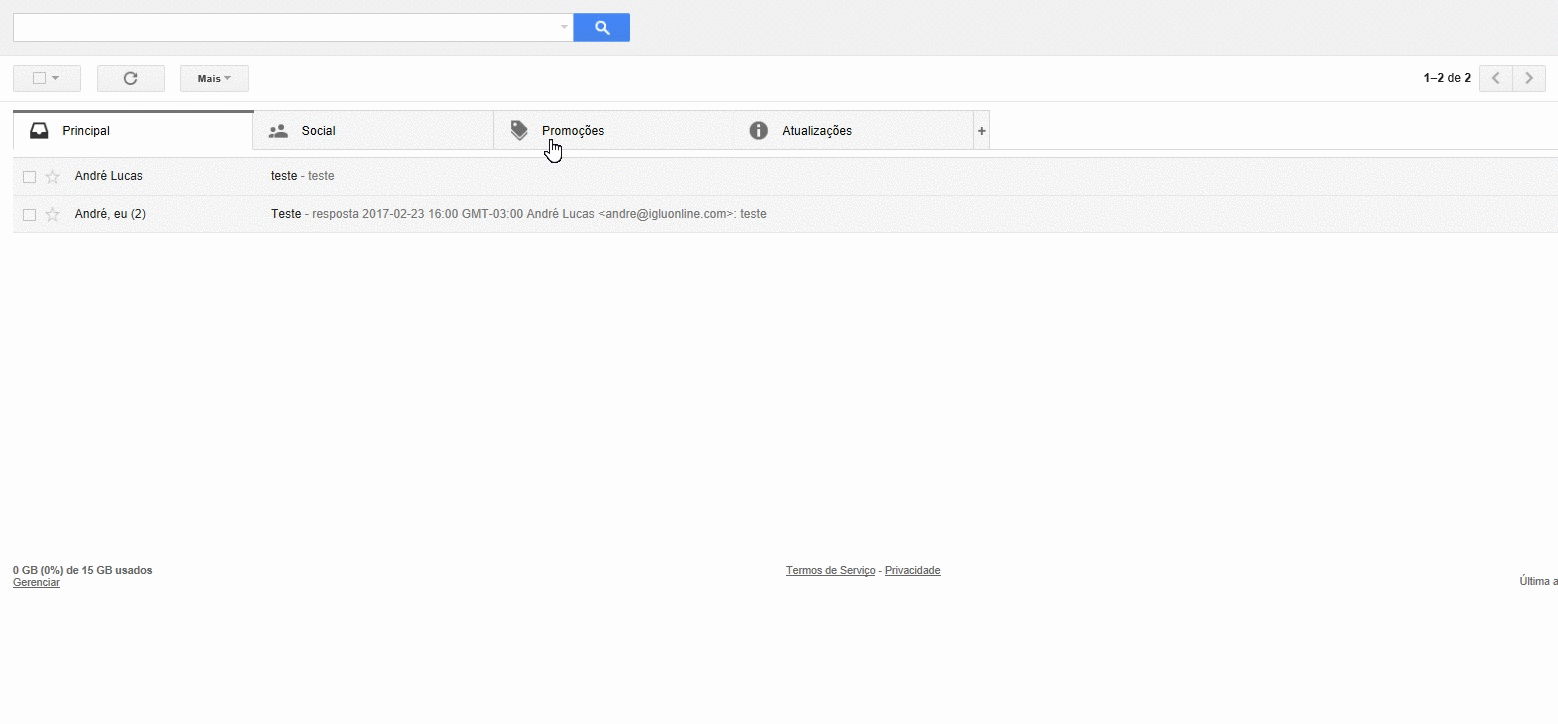 Mais 1–2 de 2
Principal Social Promoções Atualizações +
André Lucas teste - teste
André, eu (2) Teste - resposta 2017-02-23 16:00 GMT-03:00 André Lucas <andre@igluonline.com>: teste
0 GB (0%) de 15 GB usados Termos de Serviço - Privacidade
Gerenciar Última a